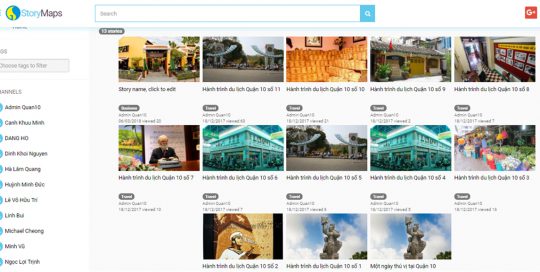 StoryMaps
Search
G+
Home
13 stories
TAGS
Choose tags to filter
CHANNELS
Admin Quan10
Canh Khuu Minh
DANG HO
Dinh Khoi Nguyen
Hà Lâm Quang
Huỳnh Minh Đức
Lê Võ Hữu Trí
Linh Bui
Michael Cheong
Minh Vũ
Ngọc Lợi Trịnh
Story name, click to edit
Hành trình du lịch Quận 10 số 11
Hành trình du lịch Quận 10 số 10
Hành trình du lịch Quận 10 số 9
Hành trình du lịch Quận 10 số 8
Business
Admin Quan10
Travel
Admin Quan10
18/12/2017 viewed
Travel
Admin Quan10
18/12/2017 viewed 21
Travel
Admin Quan10
18/12/2017 viewed 2
Travel
Admin Quan10
18/12/2017 viewed 7
Hành trình du lịch Quận 10 số 7
Hành trình du lịch Quận 10 số 6
Hành trình du lịch Quận 10 số 5
Hành trình du lịch Quận 10 số 4
Hành trình du lịch Quận 10 số 3
Travel
Admin Quan10
18/12/2017 viewed 10
Travel
Admin Quan10
18/12/2017 viewed 7
Travel
Admin Quan10
18/12/2017 viewed 9
Travel
Admin Quan10
18/12/2017 viewed 5
Travel
Admin Quan10
18/12/2017 viewed 16
Hành trình du lịch Quận 10 Số 2
Hành trình du lịch Quận 10 số 1
Một ngày thú vị tại Quận 10